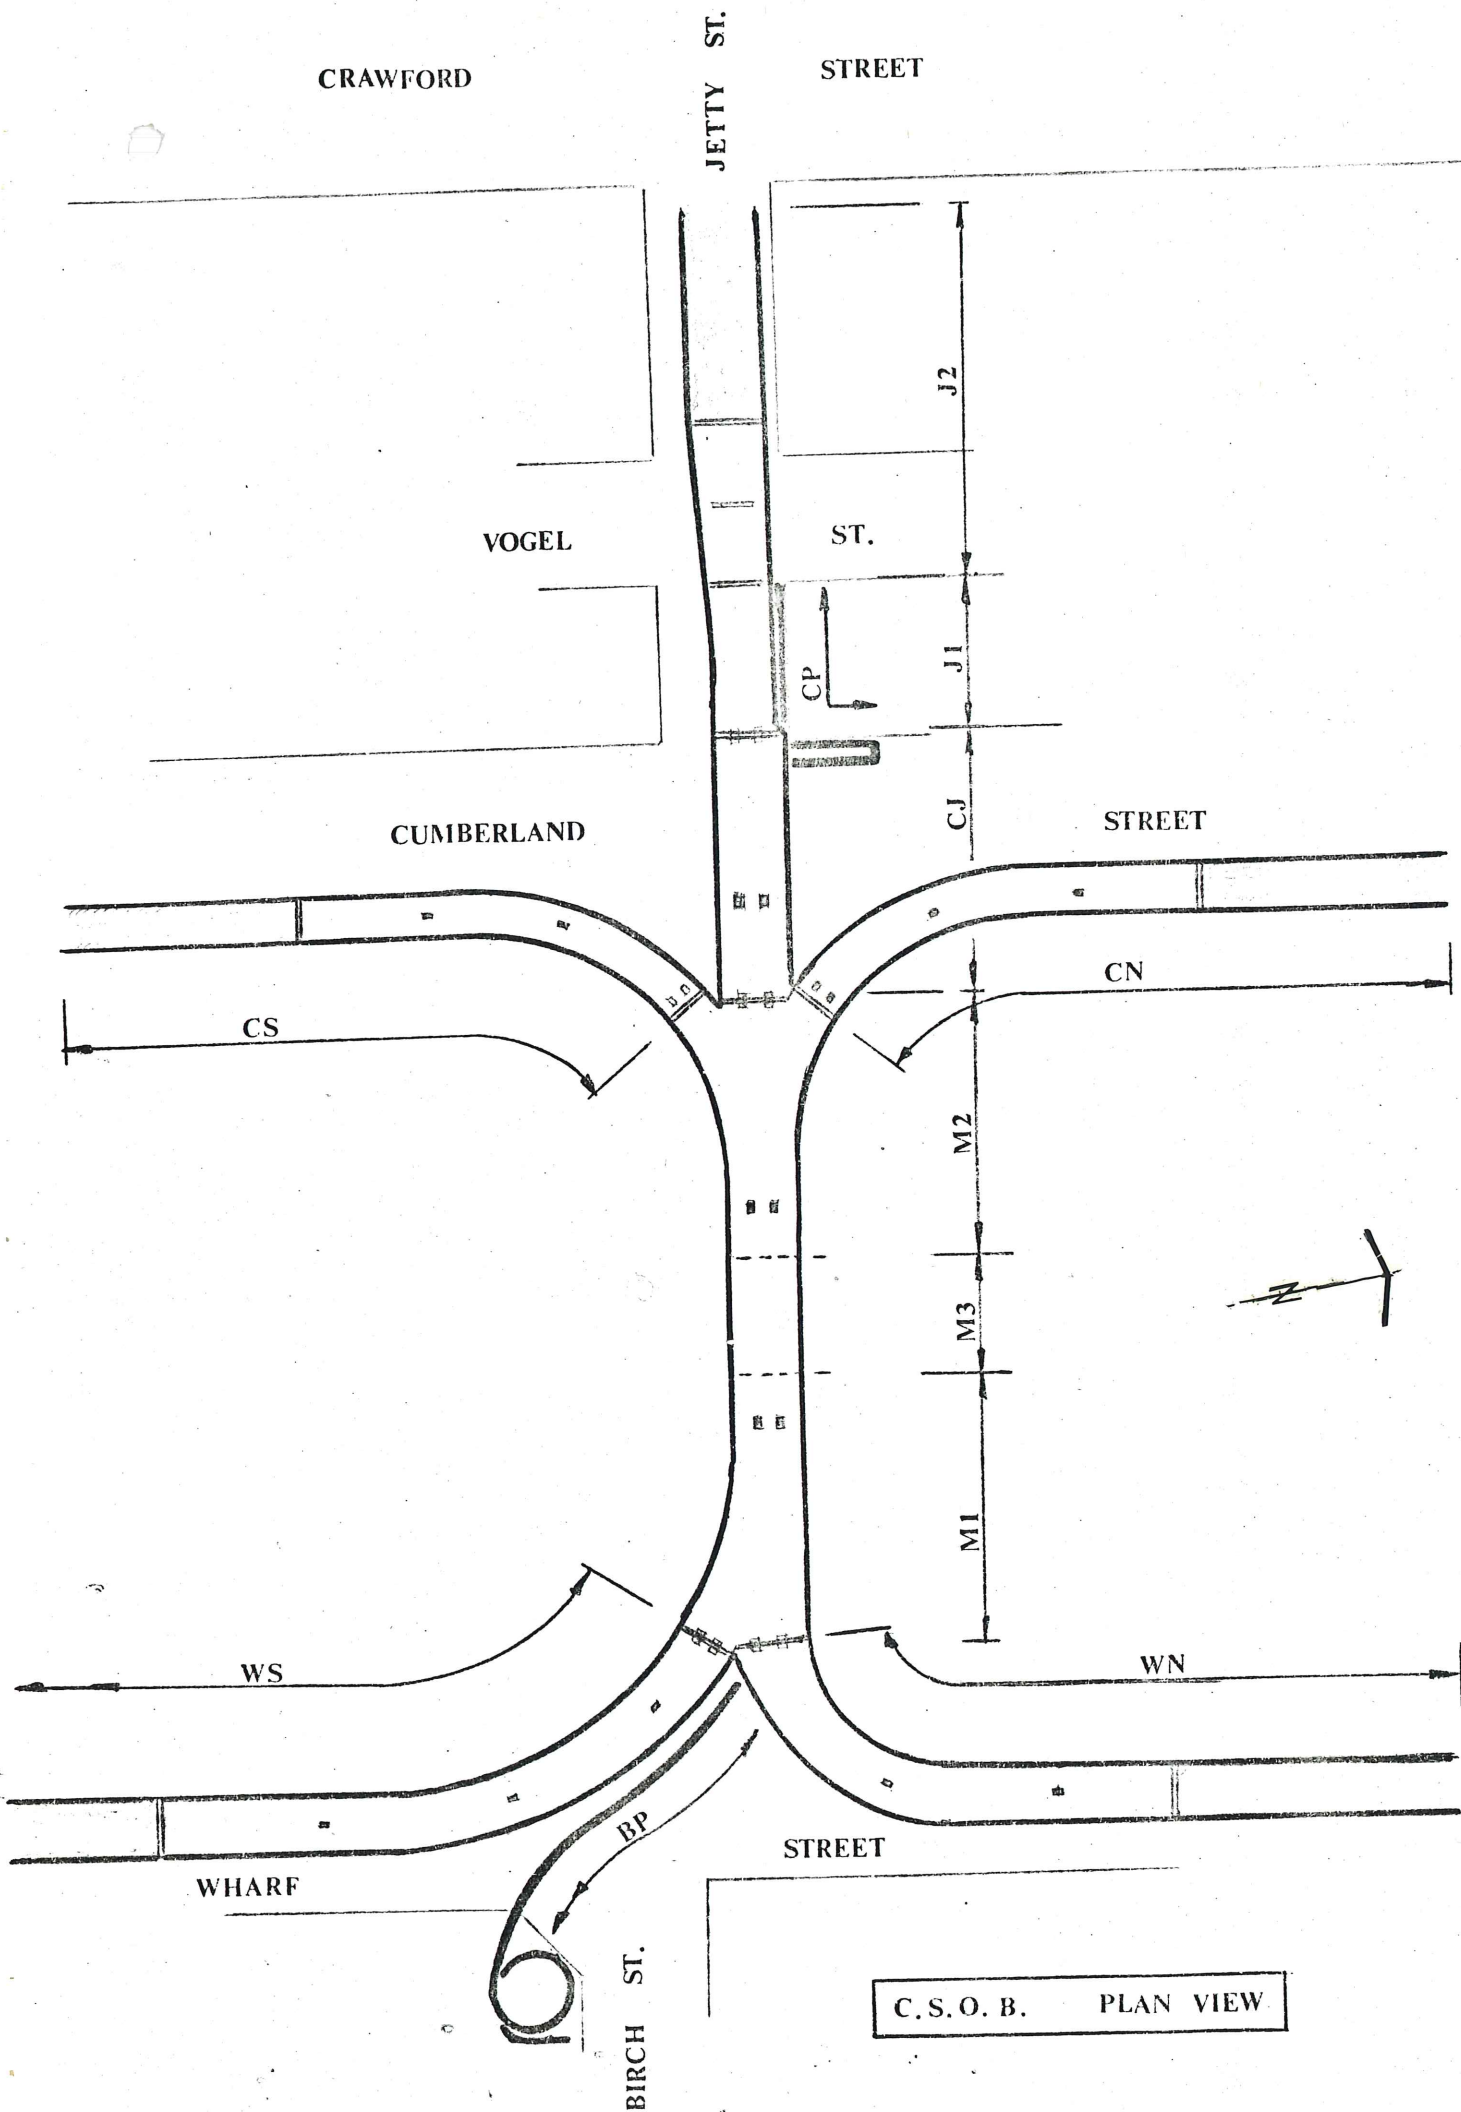 JETTY ST.
CRAWFORD STREET
J2
VOGEL ST.
J1
CP
CJ
CUMBERLAND STREET
CN
CS
M2
N
M3
M1
WS
WN
BP
STREET
WHARF
BIRCH ST.
C.S.O.B. PLAN VIEW